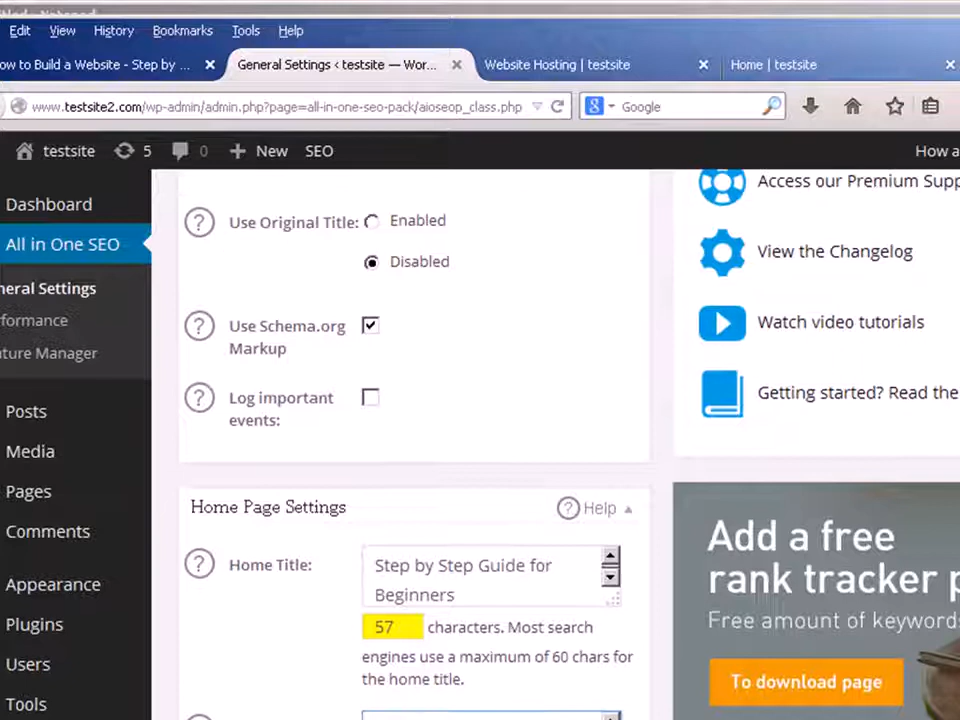 Edit View History Bookmarks Tools Help
ow to Build a Website - Step by ... General Settings ‹ testsite — Wor... Website Hosting | testsite Home | testsite
www.testsite2.com/wp-admin/admin.php?page=all-in-one-seo-pack/aioseop_class.php Google
testsite 5 0 New SEO How a
Dashboard
All in One SEO
neral Settings
formance
ture Manager
Posts
Media
Pages
Comments
Appearance
Plugins
Users
Tools
Use Original Title: Enabled
Disabled
Use Schema.org
Markup
Log important
events:
Home Page Settings Help
Home Title: Step by Step Guide for
Beginners
57 characters. Most search
engines use a maximum of 60 chars for
the home title.
Access our Premium Supp
View the Changelog
Watch video tutorials
Getting started? Read the
Add a free
rank tracker p
Free amount of keywords
To download page